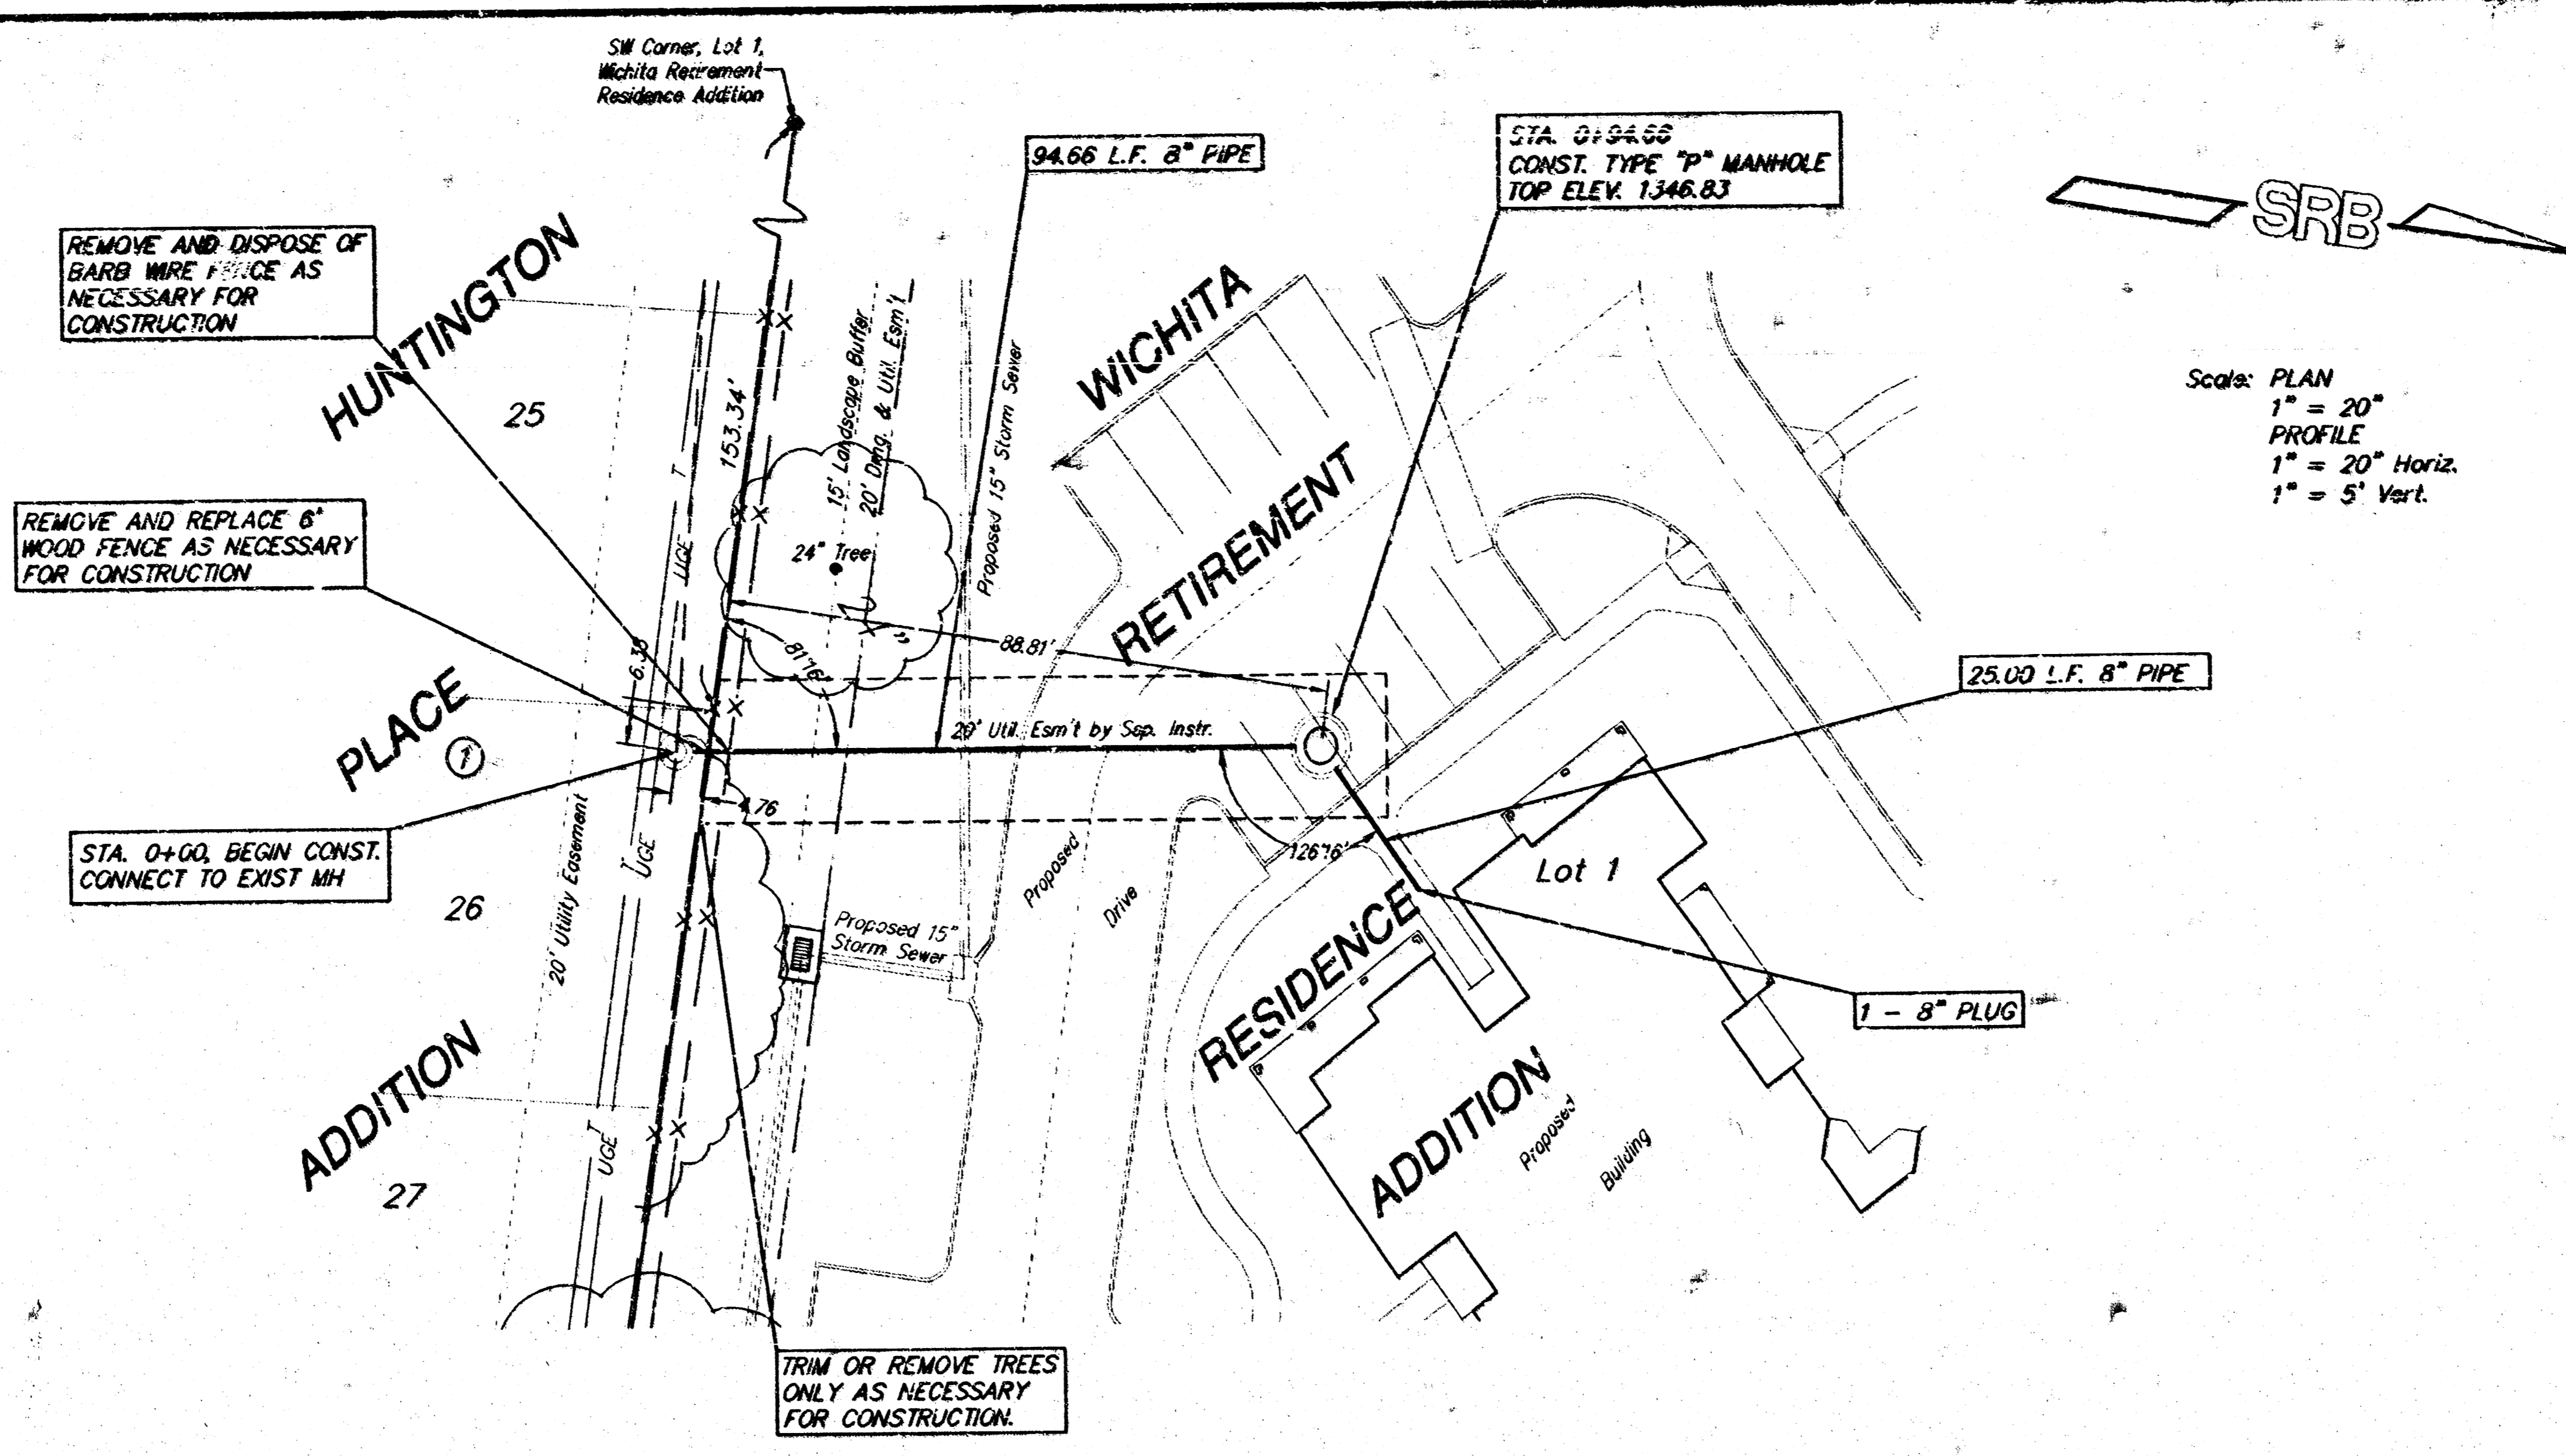 SW Corner, Lot 1,
Wichita Retirement
Residence Addition
94.66 L.F. 8" PIPE
STA. 0+94.66
CONST. TYPE "P" MANHOLE
TOP ELEV. 1346.83
SRB
REMOVE AND DISPOSE OF
BARB WIRE FENCE AS
NECESSARY FOR
CONSTRUCTION
HUNTINGTON
25
153.34'
15' Landscape Buffer
20' Drng. & Util. Esm't
Proposed 15" Storm Sewer
WICHITA
Scale: PLAN
1" = 20"
PROFILE
1" = 20" Horiz.
1" = 5' Vert.
T
UGE
REMOVE AND REPLACE 6'
WOOD FENCE AS NECESSARY
FOR CONSTRUCTION
24" Tree
RETIREMENT
88.81'
81°16'
25.00 L.F. 8" PIPE
PLACE
1
20' Util. Esm't by Sep. Instr.
4.76
STA. 0+00, BEGIN CONST.
CONNECT TO EXIST MH
26
20' Utility Easement
T
UGE
Proposed
Drive
126°16'
Lot 1
Proposed 15"
Storm Sewer
RESIDENCE
1 - 8" PLUG
ADDITION
27
T
UGE
ADDITION
Proposed
Building
TRIM OR REMOVE TREES
ONLY AS NECESSARY
FOR CONSTRUCTION.